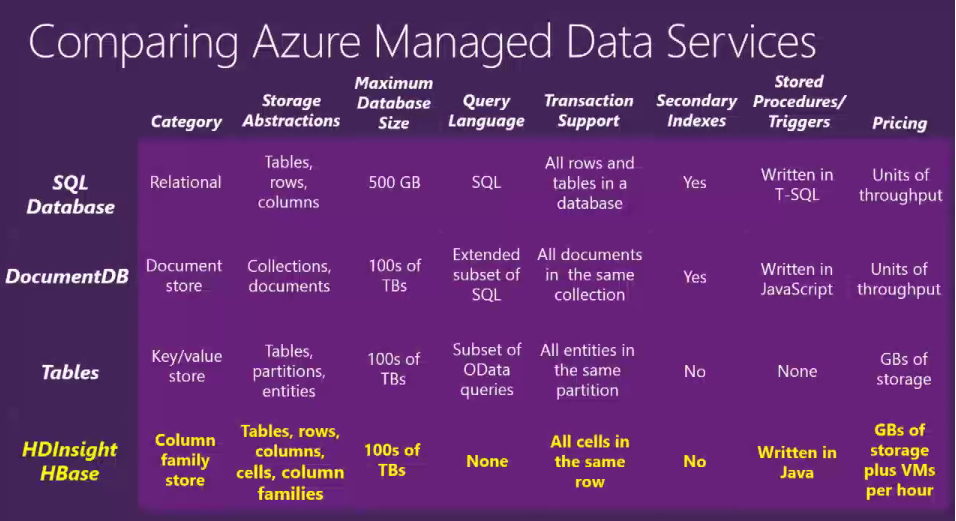 Comparing Azure Managed Data Services
Category
Storage
Abstractions
Maximum
Database
Size
Query
Language
Transaction
Support
Secondary
Indexes
Stored
Procedures/
Triggers
Pricing
SQL
Database
Relational
Tables,
rows,
columns
500 GB
SQL
All rows and
tables in a
database
Yes
Written in
T-SQL
Units of
throughput
DocumentDB
Document
store
Collections,
documents
100s of
TBs
Extended
subset of
SQL
All documents
in the same
collection
Yes
Written in
JavaScript
Units of
throughput
Tables
Key/value
store
Tables,
partitions,
entities
100s of
TBs
Subset of
OData
queries
All entities in
the same
partition
No
None
GBs of
storage
HDInsight
HBase
Column
family
store
Tables, rows,
columns,
cells, column
families
100s of
TBs
None
All cells in
the same
row
No
Written in
Java
GBs of
storage
plus VMs
per hour